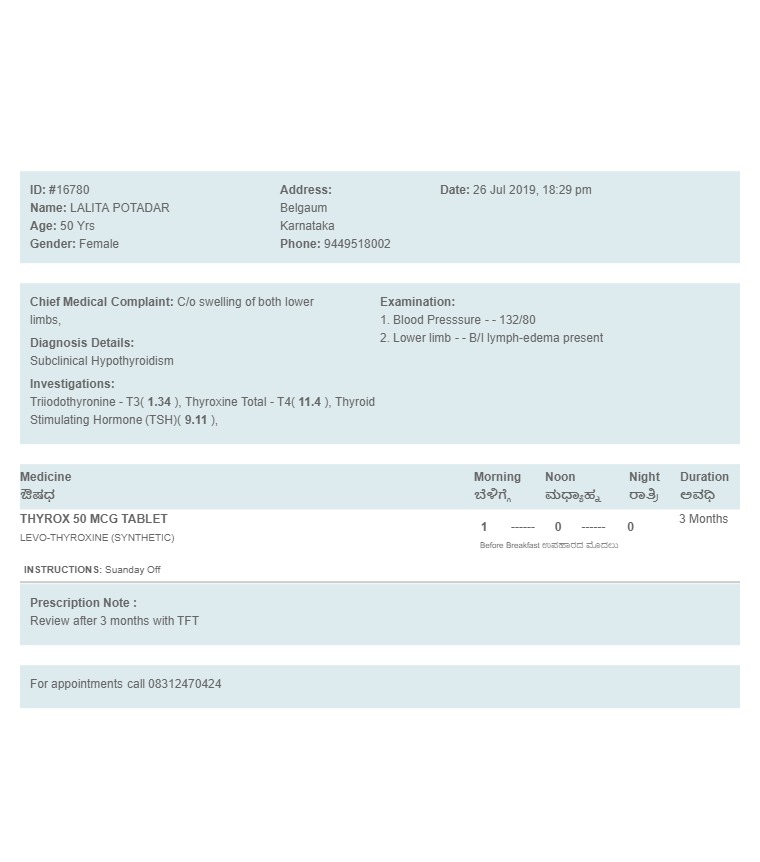 ID: #16780
Name: LALITA POTADAR
Age: 50 Yrs
Gender: Female
Address:
Belgaum
Karnataka
Phone: 9449518002
Date: 26 Jul 2019, 18:29 pm
Chief Medical Complaint: C/o swelling of both lower
limbs,
Diagnosis Details:
Subclinical Hypothyroidism
Investigations:
Triiodothyronine - T3( 1.34 ), Thyroxine Total - T4( 11.4 ), Thyroid
Stimulating Hormone (TSH)( 9.11 ),
Examination:
1. Blood Presssure - - 132/80
2. Lower limb - - B/l lymph-edema present
Medicine Morning Noon Night Duration
ಔಷಧ ಬೆಳಿಗ್ಗೆ ಮಧ್ಯಾಹ್ನ ರಾತ್ರಿ ಅವಧಿ
THYROX 50 MCG TABLET 1 ------ 0 ------ 0 3 Months
LEVO-THYROXINE (SYNTHETIC) Before Breakfast ಉಪಹಾರದ ಮೊದಲು
INSTRUCTIONS: Suanday Off
Prescription Note :
Review after 3 months with TFT
For appointments call 08312470424